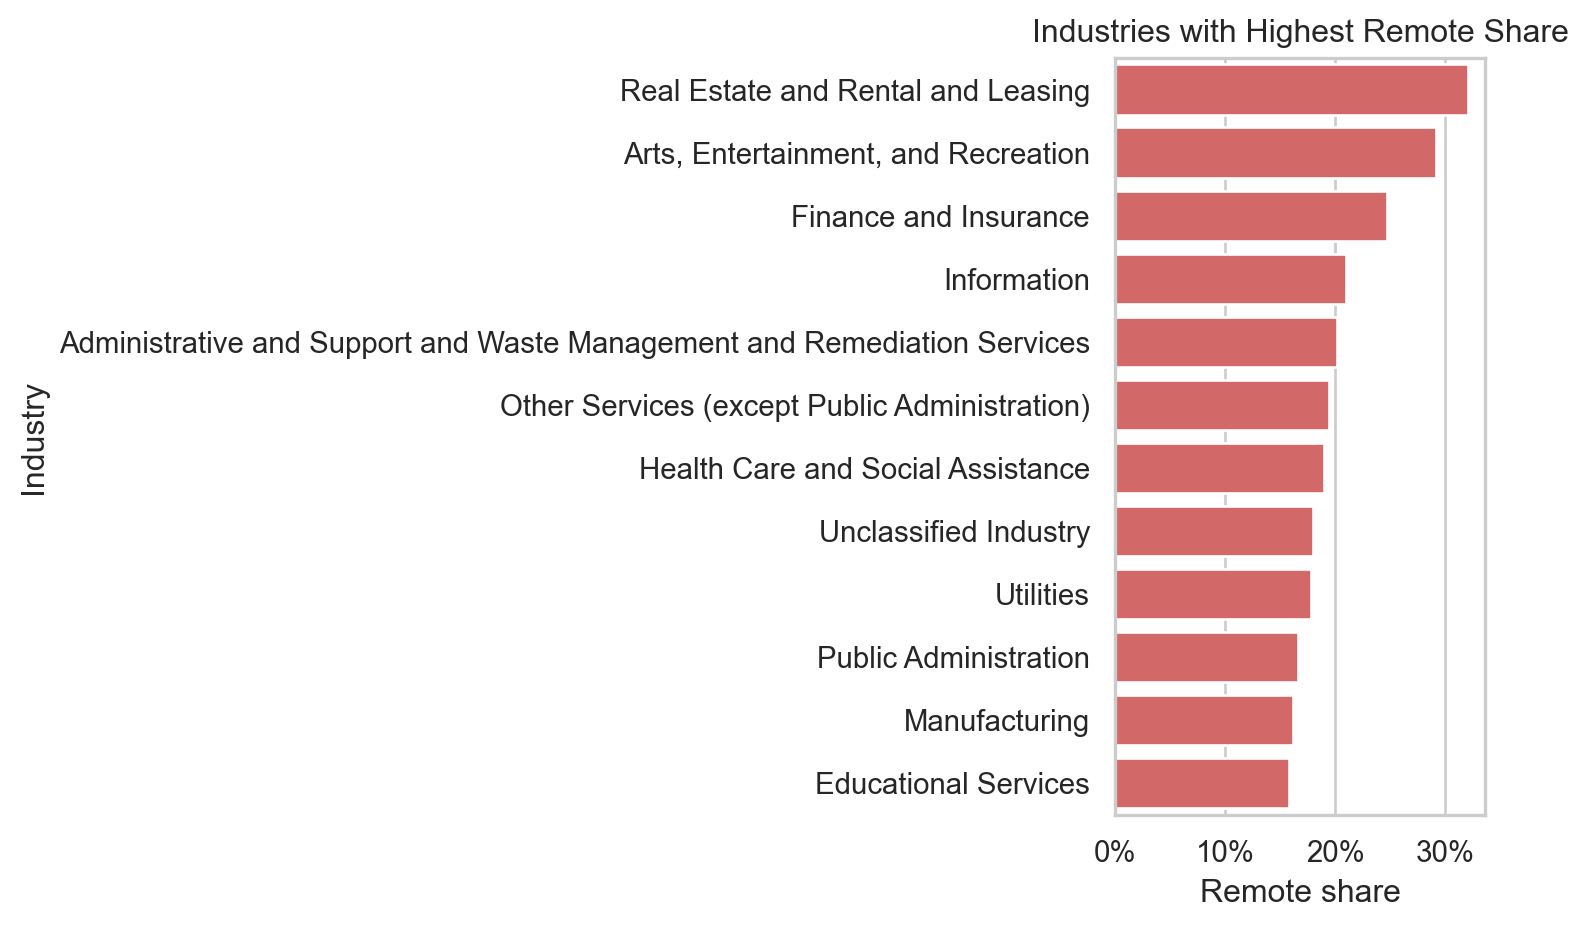 Industries with Highest Remote Share
Real Estate and Rental and Leasing
Arts, Entertainment, and Recreation
Finance and Insurance
Information
Administrative and Support and Waste Management and Remediation Services
Other Services (except Public Administration)
Health Care and Social Assistance
Unclassified Industry
Utilities
Public Administration
Manufacturing
Educational Services
Industry
0% 10% 20% 30%
Remote share